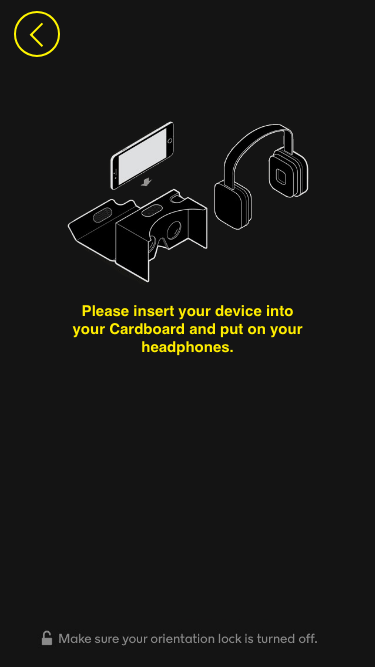 Please insert your device into
your Cardboard and put on your
headphones.
Make sure your orientation lock is turned off.